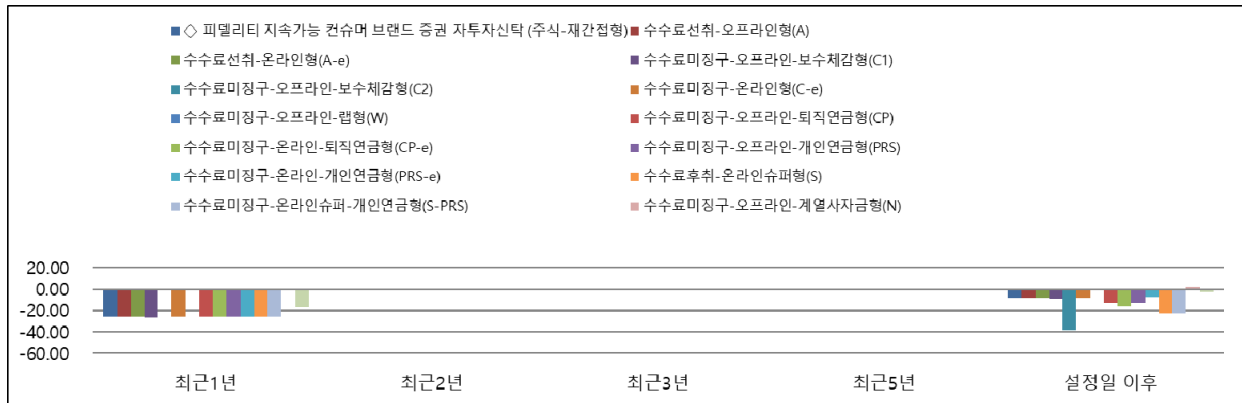 ◇ 피델리티 지속가능 컨슈머 브랜드 증권 자투자신탁 (주식-재간접형) 수수료선취-오프라인형(A)
수수료선취-온라인형(A-e) 수수료미징구-오프라인-보수체감형(C1)
수수료미징구-오프라인-보수체감형(C2) 수수료미징구-온라인형(C-e)
수수료미징구-오프라인-랩형(W) 수수료미징구-오프라인-퇴직연금형(CP)
수수료미징구-온라인-퇴직연금형(CP-e) 수수료미징구-오프라인-개인연금형(PRS)
수수료미징구-온라인-개인연금형(PRS-e) 수수료후취-온라인슈퍼형(S)
수수료미징구-온라인슈퍼-개인연금형(S-PRS) 수수료미징구-오프라인-계열사자금형(N)
20.00
0.00
-20.00
-40.00
-60.00
최근1년 최근2년 최근3년 최근5년 설정일 이후